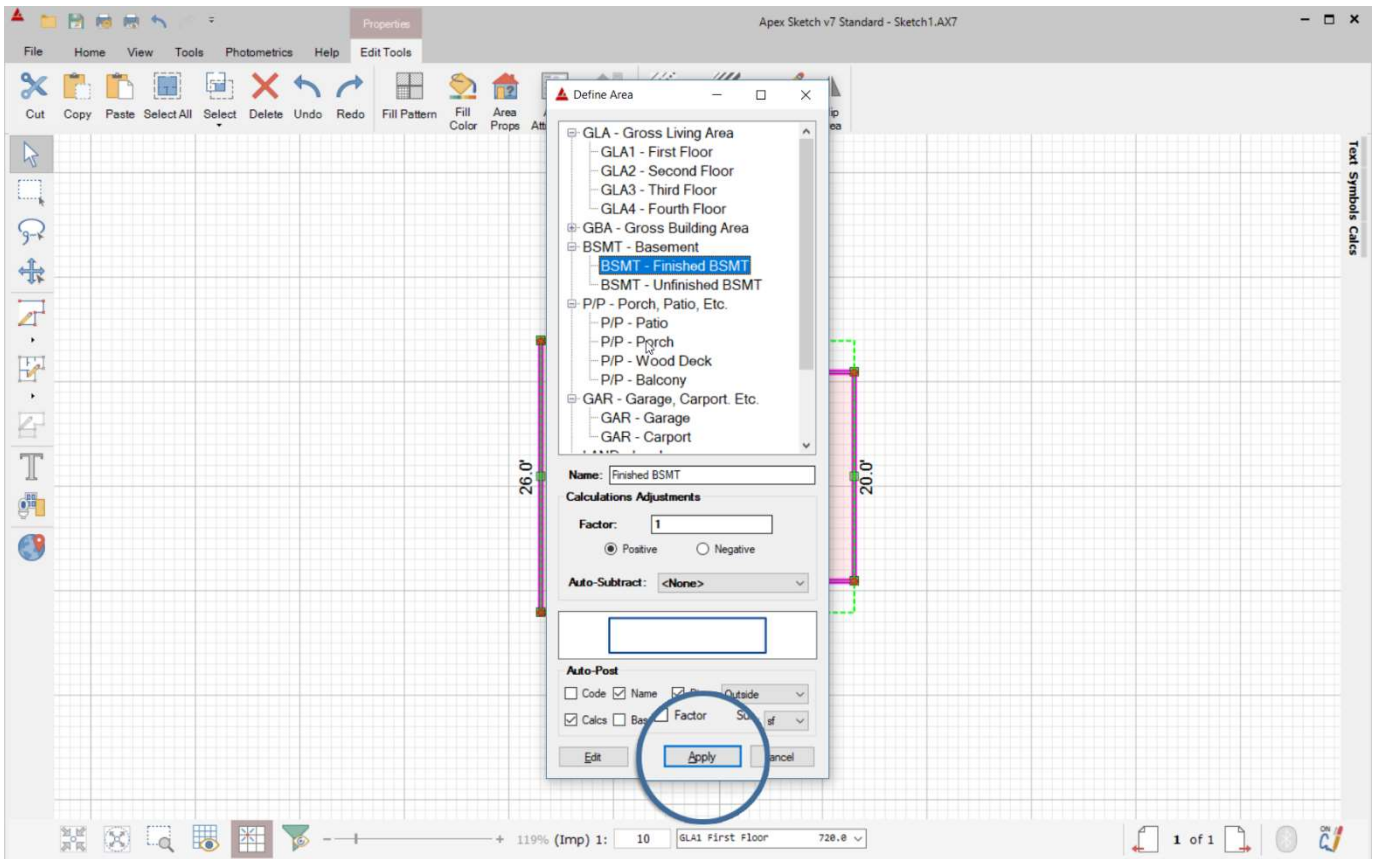 Properties
Apex Sketch v7 Standard - Sketch1.AX7
File Home View Tools Photometrics Help Edit Tools
Cut Copy Paste Select All Select Delete Undo Redo Fill Pattern Fill Color Area Props
Define Area
GLA - Gross Living Area
GLA1 - First Floor
GLA2 - Second Floor
GLA3 - Third Floor
GLA4 - Fourth Floor
GBA - Gross Building Area
BSMT - Basement
BSMT - Finished BSMT
BSMT - Unfinished BSMT
P/P - Porch, Patio, Etc.
P/P - Patio
P/P - Porch
P/P - Wood Deck
P/P - Balcony
GAR - Garage, Carport. Etc.
GAR - Garage
GAR - Carport
Name: Finished BSMT
Calculations Adjustments
Factor: 1
Positive Negative
Auto-Subtract: <None>
Auto-Post
Code Name Outside
Calcs Factor sf
Edit Apply
26.0'
20.0'
Text Symbols Calcs
119% (Imp) 1: 10 GLA1 First Floor 720.0
1 of 1
ON